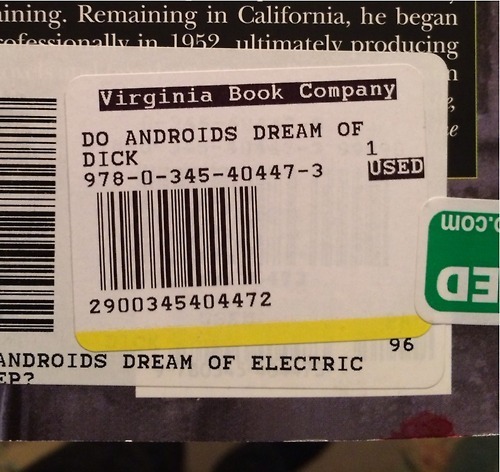 ining. Remaining in California, he began
ofessionally in 1952, ultimately producing
Virginia Book Company
DO ANDROIDS DREAM OF
DICK
1
978-0-345-40447-3
USED
2900345404472
96
ANDROIDS DREAM OF ELECTRIC
EP?
o.com
ED